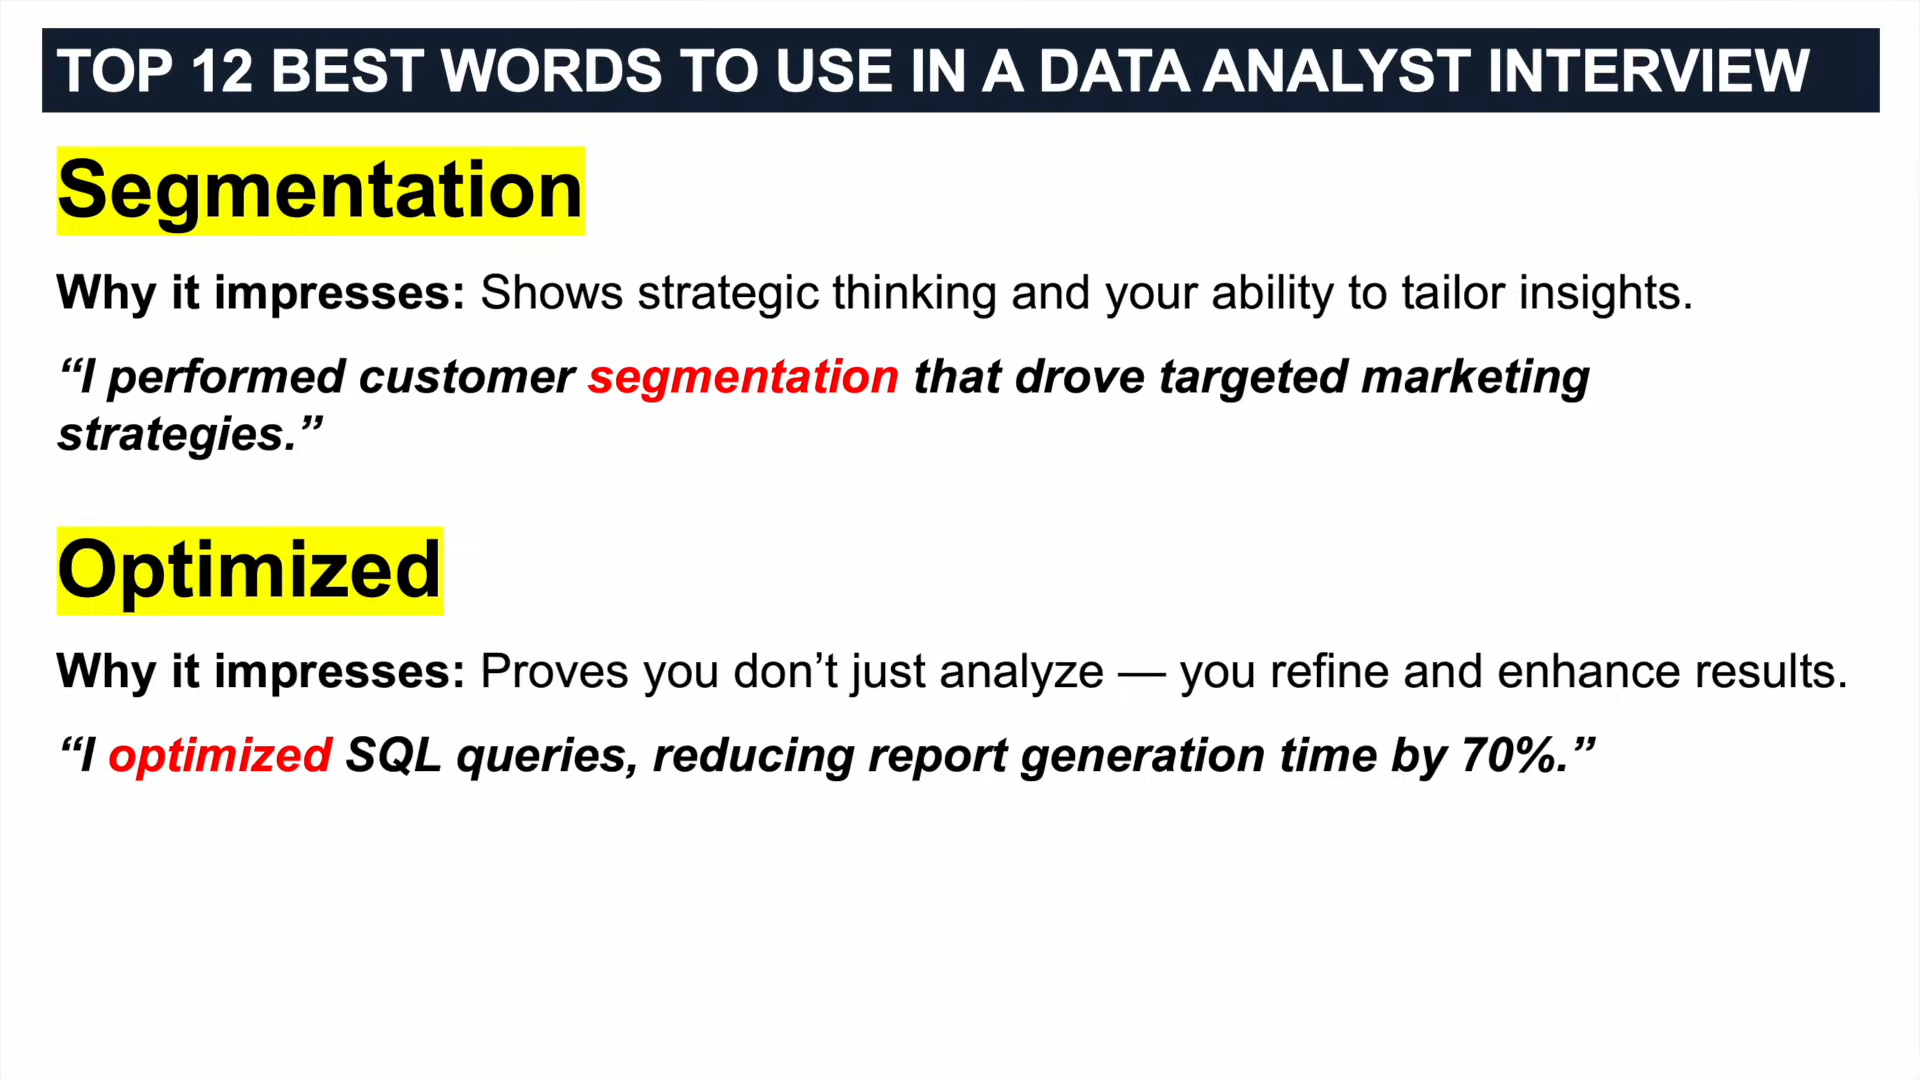 TOP 12 BEST WORDS TO USE IN A DATA ANALYST INTERVIEW
Segmentation
Why it impresses: Shows strategic thinking and your ability to tailor insights.
“I performed customer segmentation that drove targeted marketing
strategies.”
Optimized
Why it impresses: Proves you don’t just analyze — you refine and enhance results.
“I optimized SQL queries, reducing report generation time by 70%.”